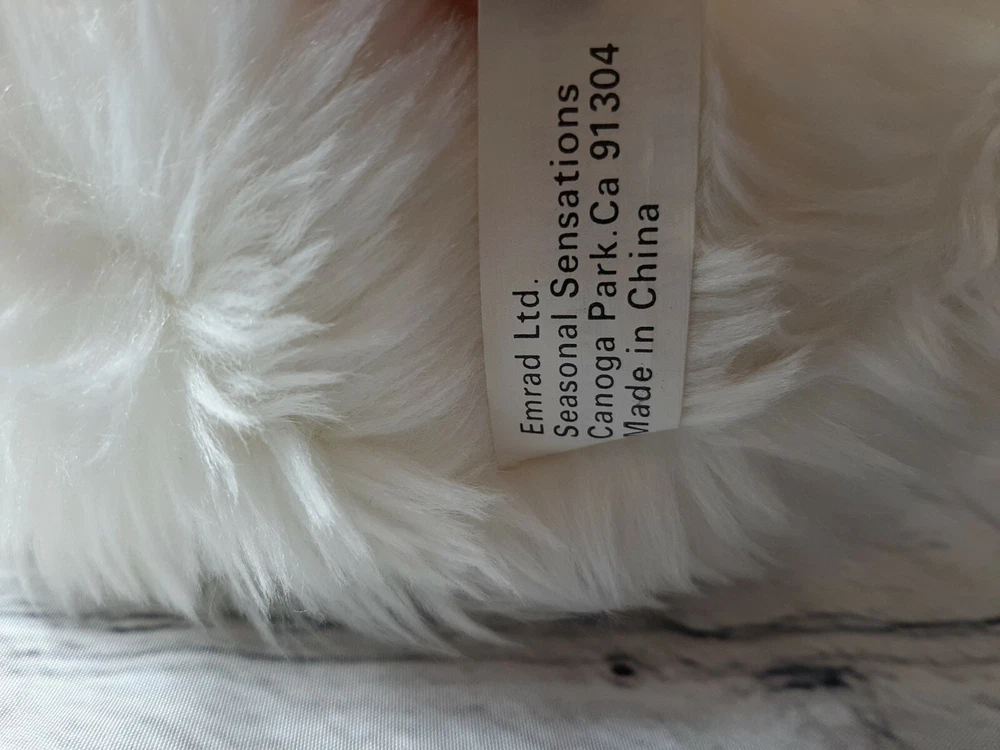 Emrad Ltd.
Seasonal Sensations
Canoga Park.Ca 91304
Made in China